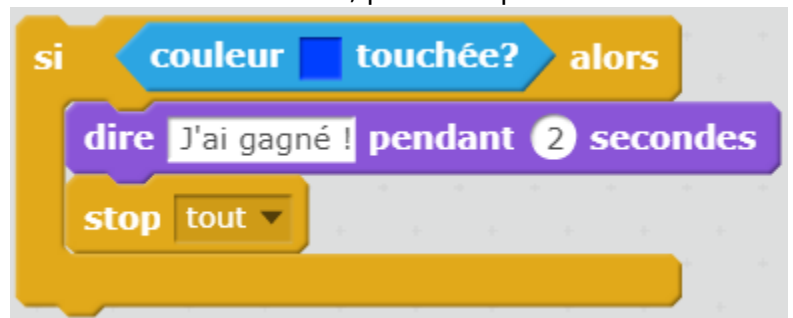 si couleur touchée? alors
dire J'ai gagné ! pendant 2 secondes
stop tout